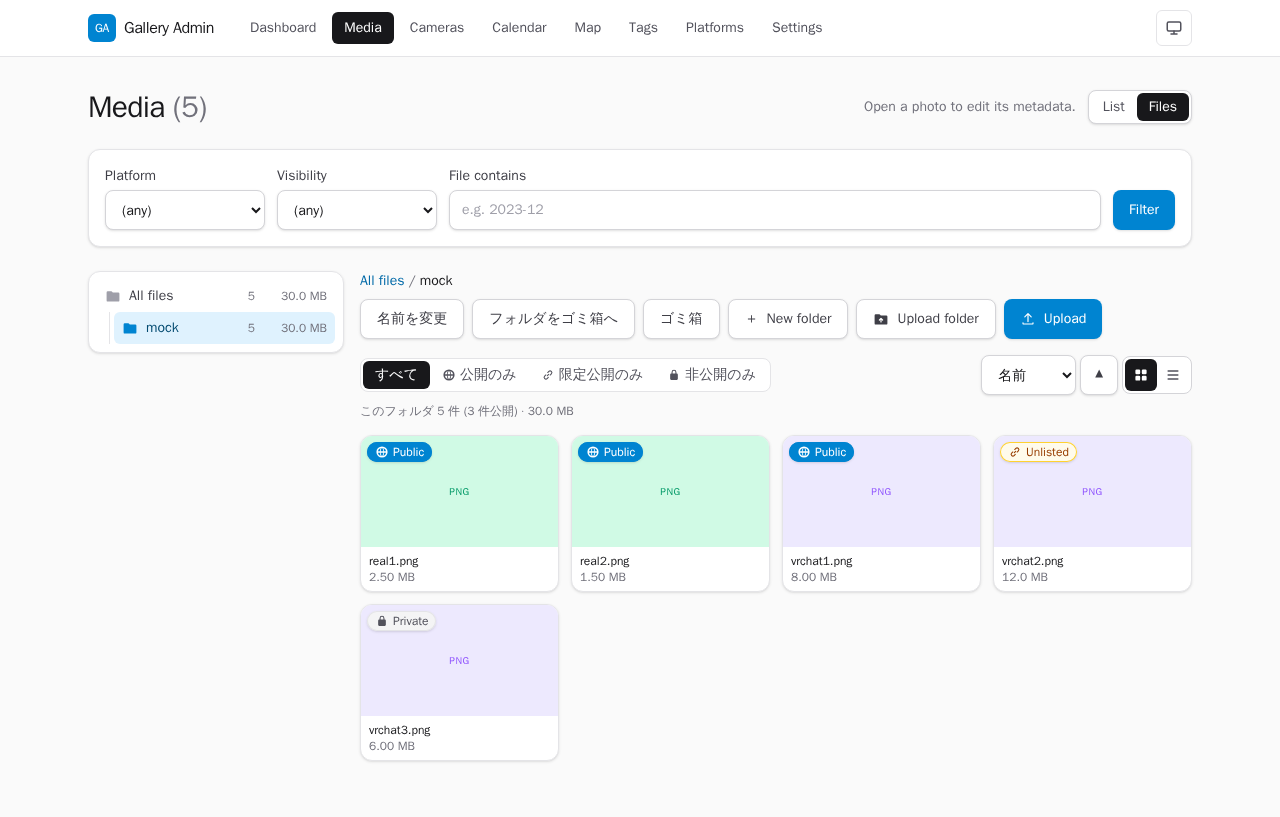 GA Gallery Admin Dashboard Media Cameras Calendar Map Tags Platforms Settings
Media (5)
Open a photo to edit its metadata. List Files
Platform Visibility File contains
(any) (any) e.g. 2023-12 Filter
All files 5 30.0 MB
mock 5 30.0 MB
All files / mock
名前を変更 フォルダをゴミ箱へ ゴミ箱 + New folder Upload folder Upload
すべて 公開のみ 限定公開のみ 非公開のみ 名前 ▲
このフォルダ 5 件 (3 件公開) · 30.0 MB
Public Public Public Unlisted
PNG PNG PNG PNG
real1.png real2.png vrchat1.png vrchat2.png
2.50 MB 1.50 MB 8.00 MB 12.0 MB
Private
PNG
vrchat3.png
6.00 MB